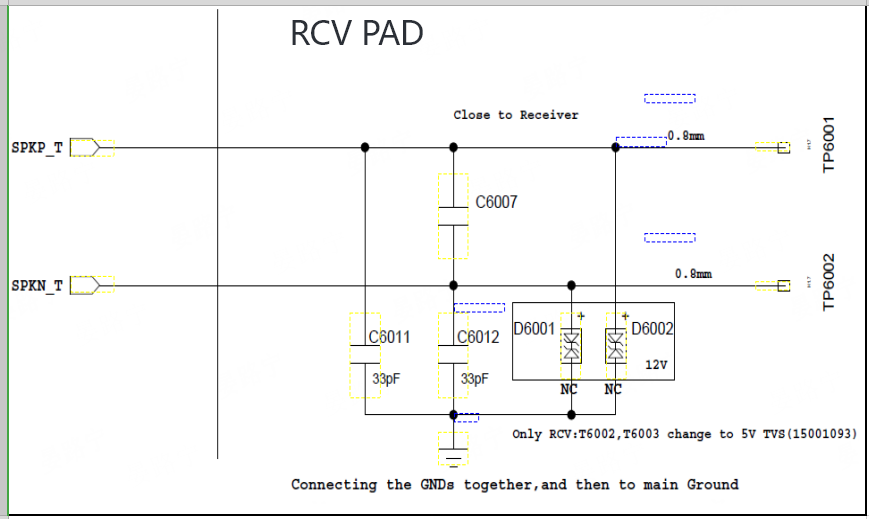 RCV PAD
Close to Receiver
SPKP_T
0.8mm
TP6001
C6007
SPKN_T
0.8mm
TP6002
C6011
33pF
C6012
33pF
D6001
+
+
D6002
12V
NC
NC
Only RCV:T6002,T6003 change to 5V TVS(15001093)
Connecting the GNDs together,and then to main Ground